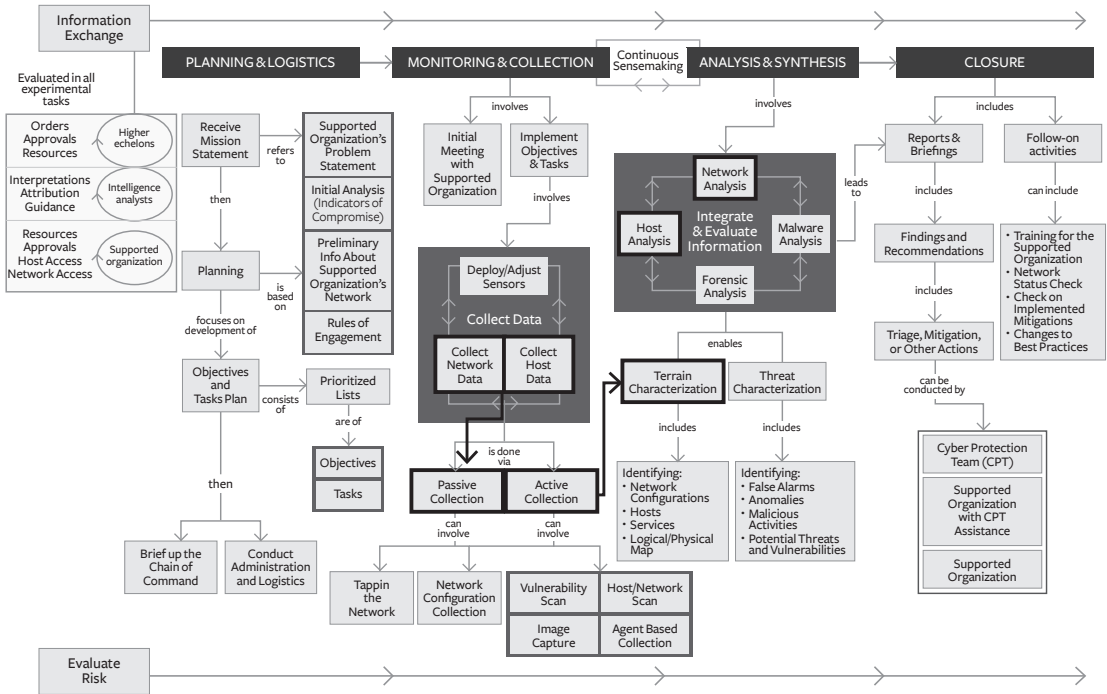 Information
Exchange
PLANNING & LOGISTICS
MONITORING & COLLECTION
Continuous
Sensemaking
ANALYSIS & SYNTHESIS
CLOSURE
Evaluated in all
experimental
tasks
Orders
Approvals
Resources
Higher
echelons
Interpretations
Attribution
Guidance
Intelligence
analysts
Resources
Approvals
Host Access
Network Access
Supported
organization
Receive
Mission
Statement
refers
to
Supported
Organization's
Problem
Statement
Initial Analysis
(Indicators of
Compromise)
Preliminary
Info About
Supported
Organization's
Network
Rules of
Engagement
then
Planning
is
based
on
focuses on
development of
Objectives
and
Tasks Plan
consists
of
Prioritized
Lists
are of
Objectives
Tasks
then
Brief up the
Chain of
Command
Conduct
Administration
and Logistics
involves
Initial
Meeting
with
Supported
Organization
Implement
Objectives
& Tasks
involves
Deploy/Adjust
Sensors
Collect Data
Collect
Network
Data
Collect
Host
Data
is done
via
Passive
Collection
Active
Collection
can
involve
can
involve
Tappin
the
Network
Network
Configuration
Collection
Vulnerability
Scan
Host/Network
Scan
Image
Capture
Agent Based
Collection
involves
Network
Analysis
Host
Analysis
Integrate
& Evaluate
Information
Malware
Analysis
Forensic
Analysis
leads
to
enables
Terrain
Characterization
Threat
Characterization
includes
includes
Identifying:
• Network
Configurations
• Hosts
• Services
• Logical/Physical
Map
Identifying:
• False Alarms
• Anomalies
• Malicious
Activities
• Potential Threats
and Vulnerabilities
includes
Reports &
Briefings
Follow-on
activities
includes
can include
Findings and
Recommendations
• Training for the
Supported
Organization
• Network
Status Check
• Check on
Implemented
Mitigations
• Changes to
Best Practices
includes
Triage, Mitigation,
or Other Actions
can be
conducted by
Cyber Protection
Team (CPT)
Supported
Organization
with CPT
Assistance
Supported
Organization
Evaluate
Risk